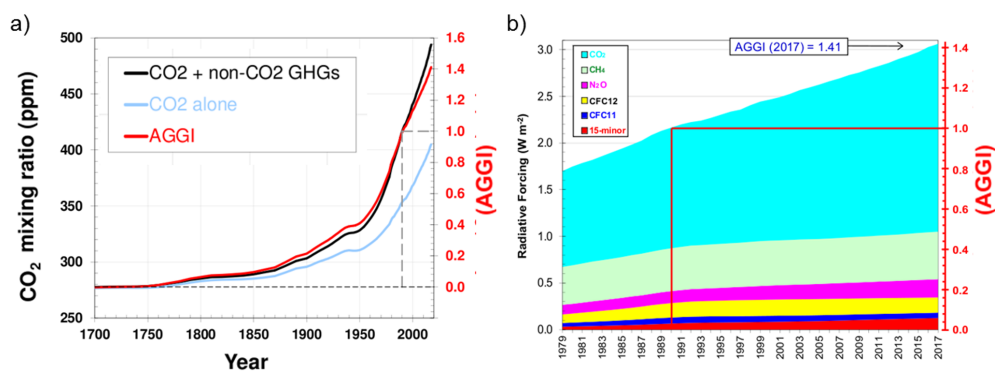 a)
500
450
400
350
300
250
CO2 mixing ratio (ppm)
CO2 + non-CO2 GHGs
CO2 alone
AGGI
1.6
1.4
1.2
1.0
0.8
0.6
0.4
0.2
0.0
(AGGI)
1700 1750 1800 1850 1900 1950 2000
Year
b)
3.0
2.5
2.0
1.5
1.0
0.5
0.0
Radiative Forcing (W m-2)
CO2
CH4
N2O
CFC12
CFC11
15-minor
AGGI (2017) = 1.41
1.4
1.2
1.0
0.8
0.6
0.4
0.2
0.0
(AGGI)
1979 1981 1983 1985 1987 1989 1991 1993 1995 1997 1999 2001 2003 2005 2007 2009 2011 2013 2015 2017